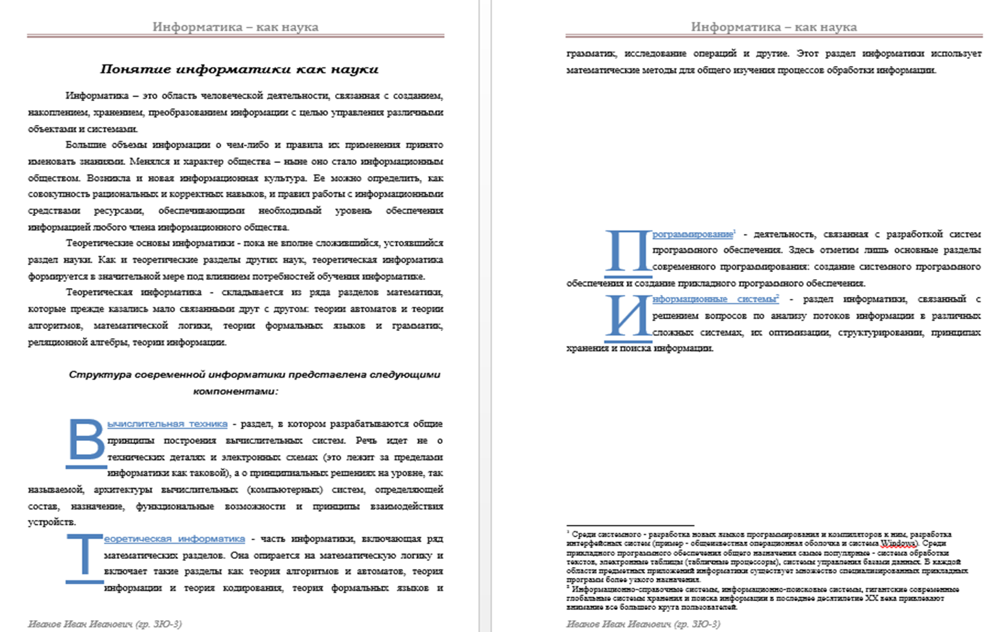 Информатика – как наука
Понятие информатики как науки
Информатика – это область человеческой деятельности, связанная с созданием,
накоплением, хранением, преобразованием информации с целью управления различными
объектами и системами.
Большие объемы информации о чем-либо и правила их применения принято
именовать знаниями. Менялся и характер общества – ныне оно стало информационным
обществом. Возникла и новая информационная культура. Ее можно определить, как
совокупность рациональных и корректных навыков, и правил работы с информационными
средствами ресурсами, обеспечивающими необходимый уровень обеспечения
информацией любого члена информационного общества.
Теоретические основы информатики - пока не вполне сложившийся, устоявшийся
раздел науки. Как и теоретические разделы других наук, теоретическая информатика
формируется в значительной мере под влиянием потребностей обучения информатике.
Теоретическая информатика - складывается из ряда разделов математики,
которые прежде казались мало связанными друг с другом: теории автоматов и теории
алгоритмов, математической логики, теории формальных языков и грамматик,
реляционной алгебры, теории информации.
Структура современной информатики представлена следующими
компонентами:
Вычислительная техника - раздел, в котором разрабатываются общие
принципы построения вычислительных систем. Речь идет не о
технических деталях и электронных схемах (это лежит за пределами
информатики как таковой), а о принципиальных решениях на уровне, так
называемой, архитектуры вычислительных (компьютерных) систем, определяющей
состав, назначение, функциональные возможности и принципы взаимодействия
устройств.
Теоретическая информатика - часть информатики, включающая ряд
математических разделов. Она опирается на математическую логику и
включает такие разделы как теория алгоритмов и автоматов, теория
информации и теория кодирования, теория формальных языков и
Иванов Иван Иванович (гр. ЗЮ-3)
Информатика – как наука
грамматик, исследование операций и другие. Этот раздел информатики использует
математические методы для общего изучения процессов обработки информации.
Программирование¹ - деятельность, связанная с разработкой систем
программного обеспечения. Здесь отметим лишь основные разделы
современного программирования: создание системного программного
обеспечения и создание прикладного программного обеспечения.
Информационные системы² - раздел информатики, связанный с
решением вопросов по анализу потоков информации в различных
сложных системах, их оптимизации, структурировании, принципах
хранения и поиска информации.
¹ Среди системного - разработка новых языков программирования и компиляторов к ним, разработка
интерфейсных систем (пример - общеизвестная операционная оболочка и система Windows). Среди
прикладного программного обеспечения общего назначения самые популярные - система обработки
текстов, электронные таблицы (табличные процессоры), системы управления базами данных. В каждой
области предметных приложений информатики существует множество специализированных прикладных
программ более узкого назначения.
² Информационно-справочные системы, информационно-поисковые системы, гигантские современные
глобальные системы хранения и поиска информации в последнее десятилетие XX века привлекают
внимание все большего круга пользователей.
Иванов Иван Иванович (гр. ЗЮ-3)